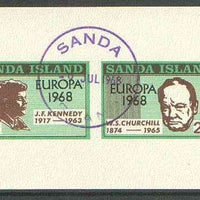 SANDA
JUL 1968
SANDA ISLAND
EUROPA
1968
J.F. KENNEDY
1917 — 1963
SANDA ISLAND
EUROPA
1968
W.S. CHURCHILL
1874 — 1965
2